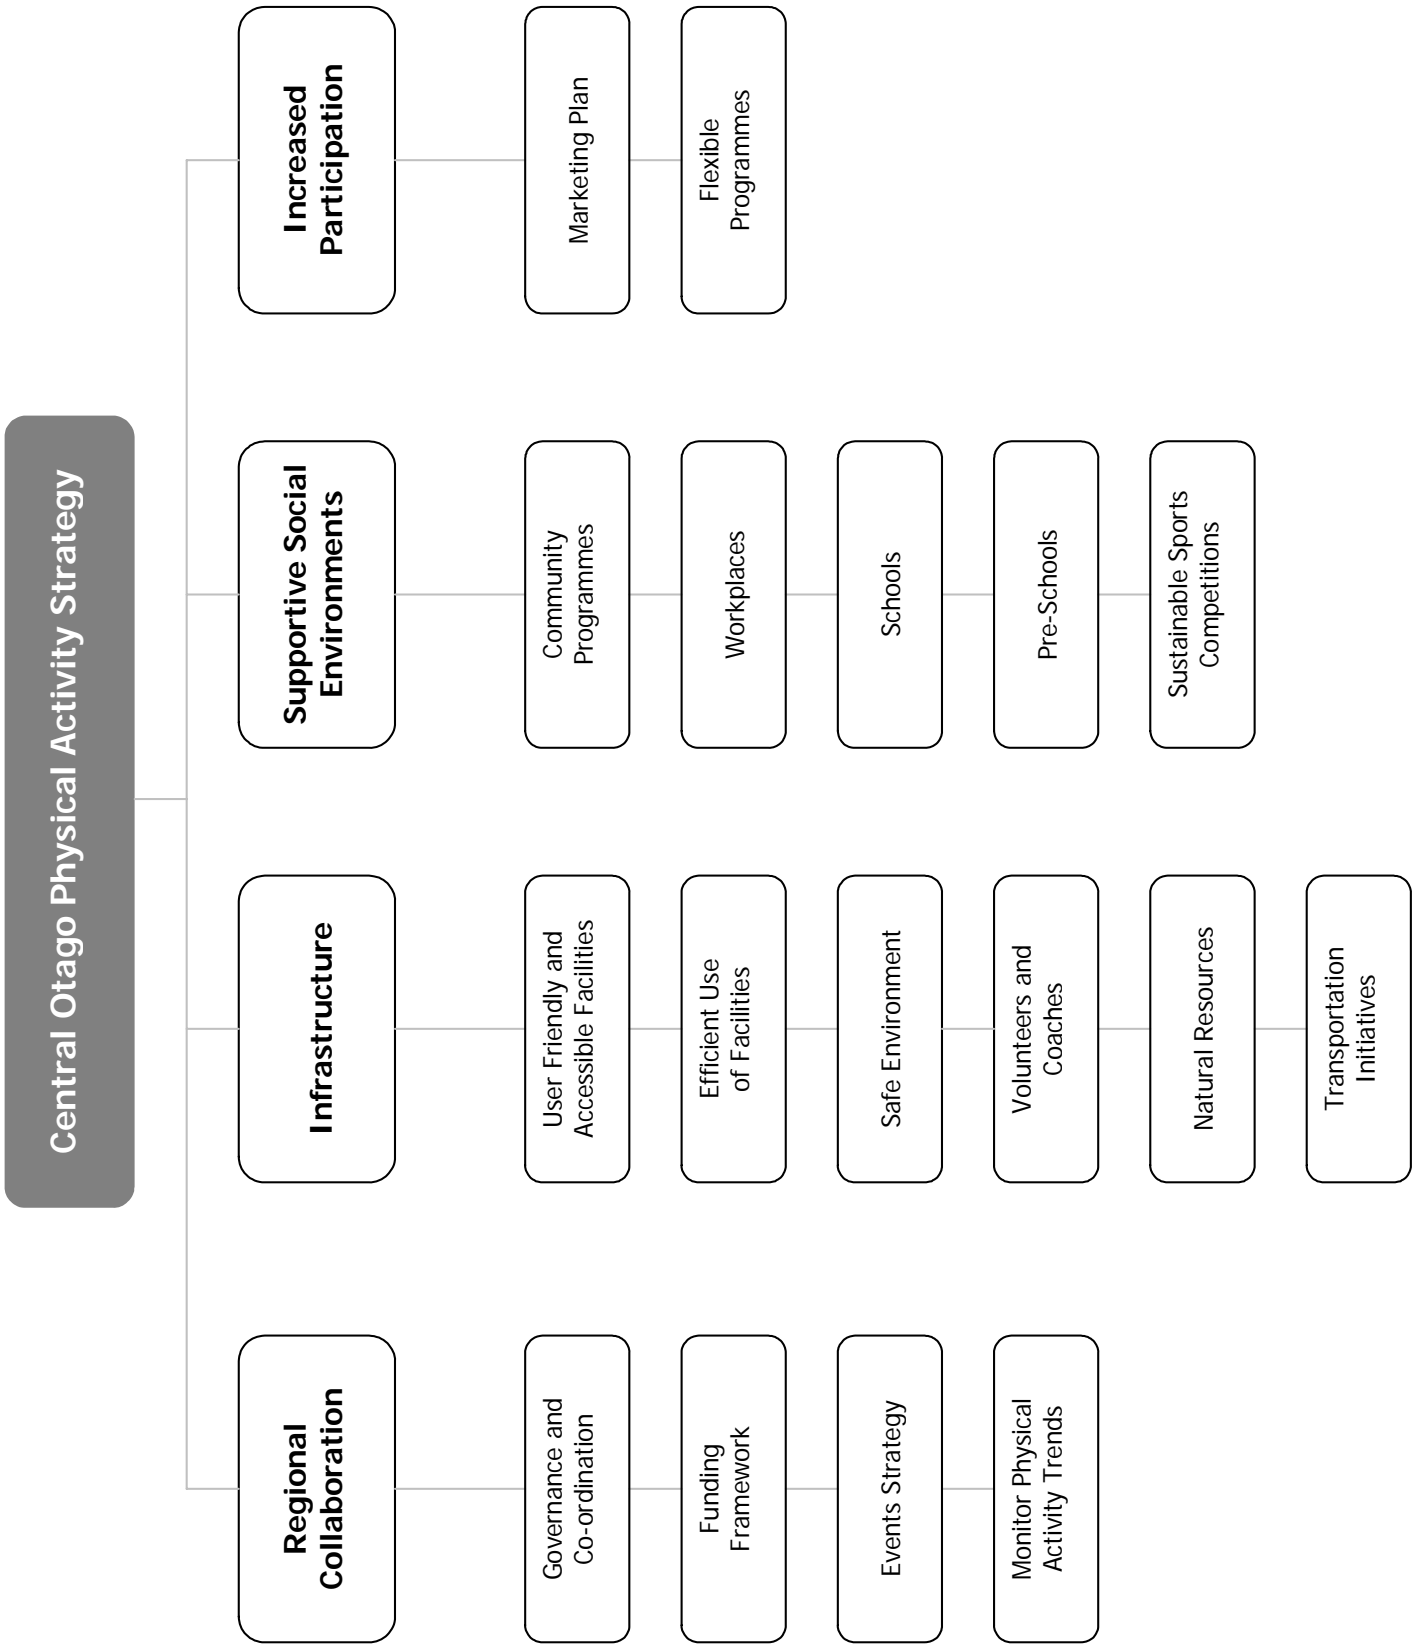 Central Otago Physical Activity Strategy
Regional
Collaboration
Governance and
Co-ordination
Funding
Framework
Events Strategy
Monitor Physical
Activity Trends
Infrastructure
User Friendly and
Accessible Facilities
Efficient Use
of Facilities
Safe Environment
Volunteers and
Coaches
Natural Resources
Transportation
Initiatives
Supportive Social
Environments
Community
Programmes
Workplaces
Schools
Pre-Schools
Sustainable Sports
Competitions
Increased
Participation
Marketing Plan
Flexible
Programmes